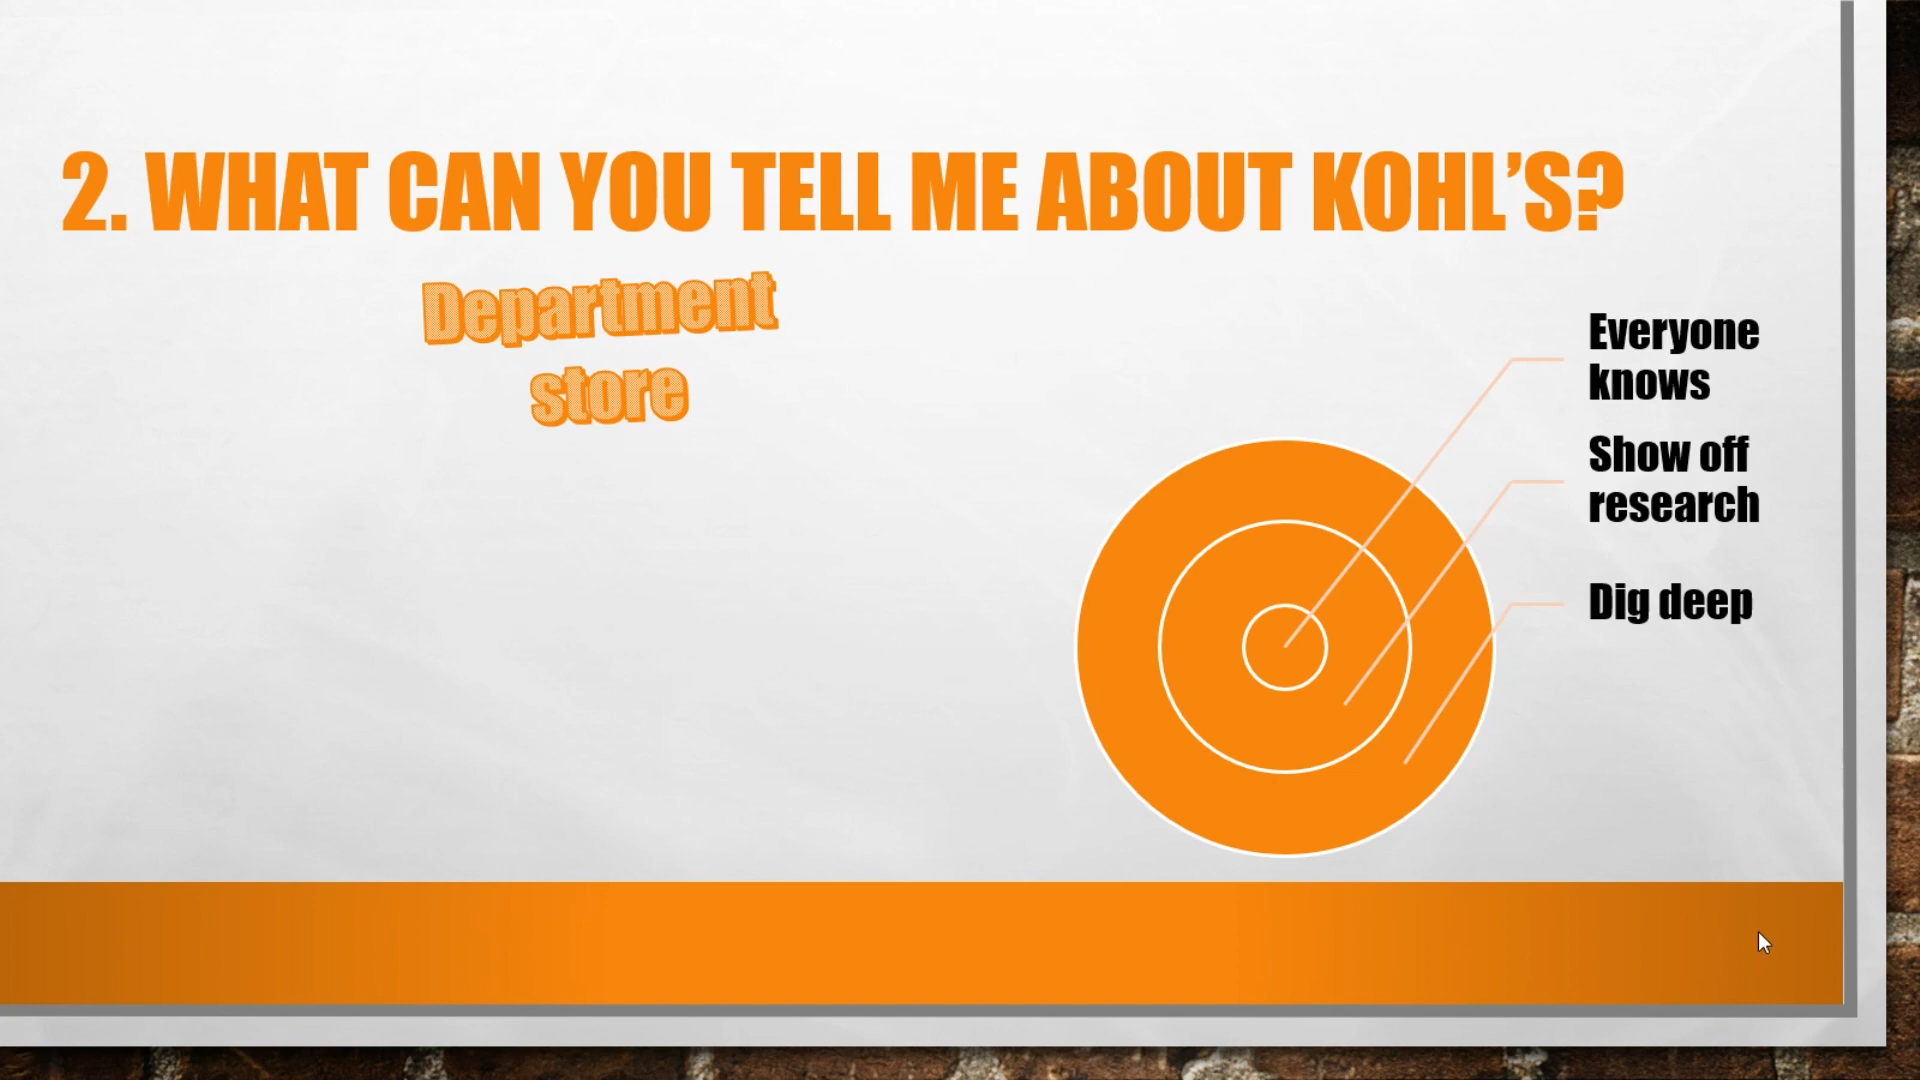 2. WHAT CAN YOU TELL ME ABOUT KOHL’S?
Department
store
Everyone
knows
Show off
research
Dig deep